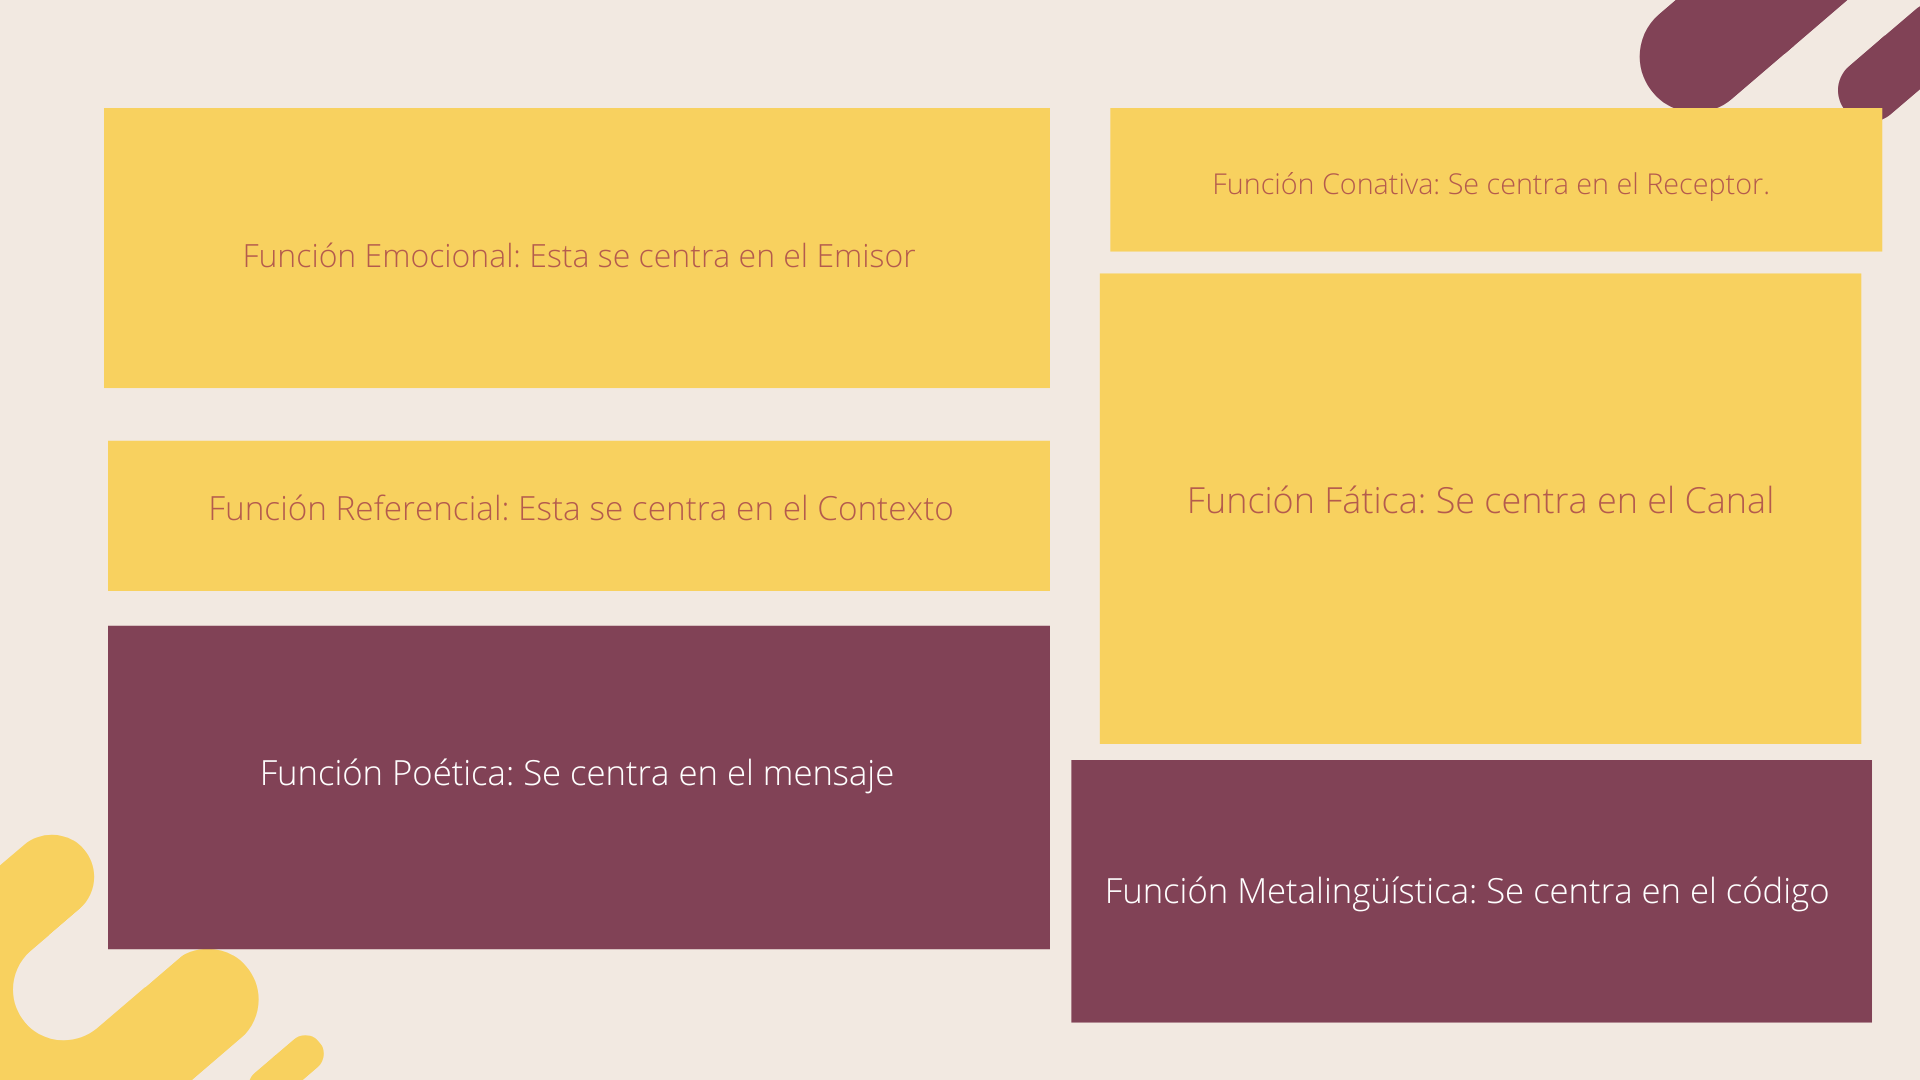 Función Emocional: Esta se centra en el Emisor
Función Referencial: Esta se centra en el Contexto
Función Poética: Se centra en el mensaje
Función Conativa: Se centra en el Receptor.
Función Fática: Se centra en el Canal
Función Metalingüística: Se centra en el código